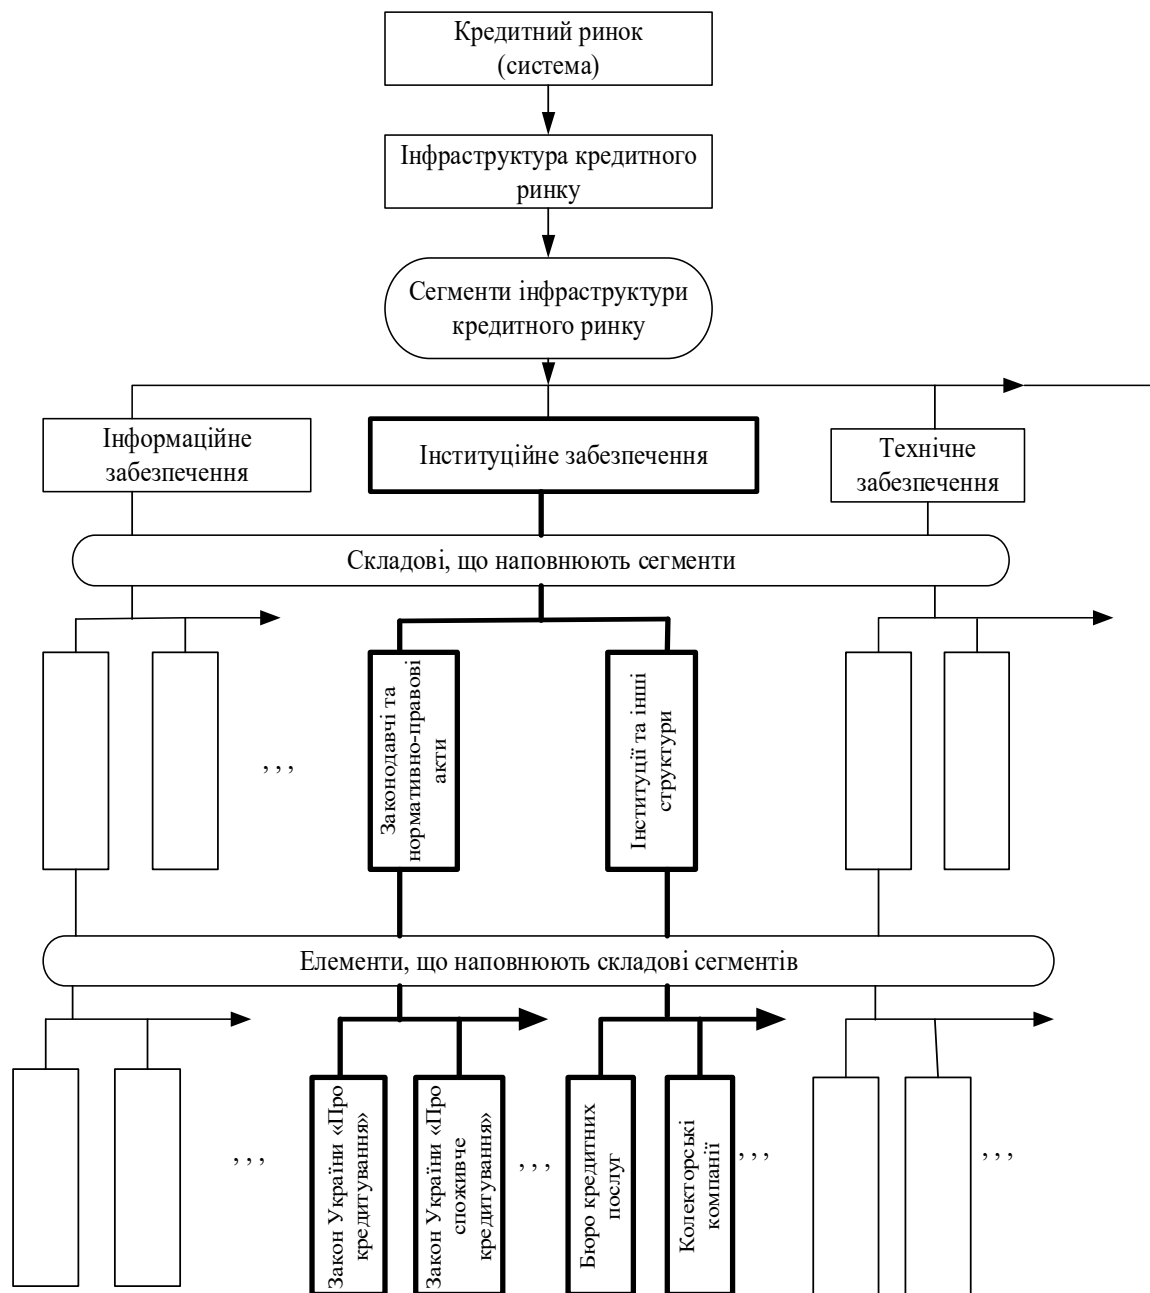 Кредитний ринок
(система)
Інфраструктура кредитного
ринку
Сегменти інфраструктури
кредитного ринку
Інформаційне
забезпечення
Інституційне забезпечення
Технічне
забезпечення
Складові, що наповнюють сегменти
Законодавчі та
нормативно-правові
акти
Інституції та інші
структури
, , ,
Елементи, що наповнюють складові сегментів
Закон України «Про
кредитування»
Закон України «Про
споживче
кредитування»
Бюро кредитних
послуг
Колекторські
компанії
, , ,
, , ,
, , ,
, , ,